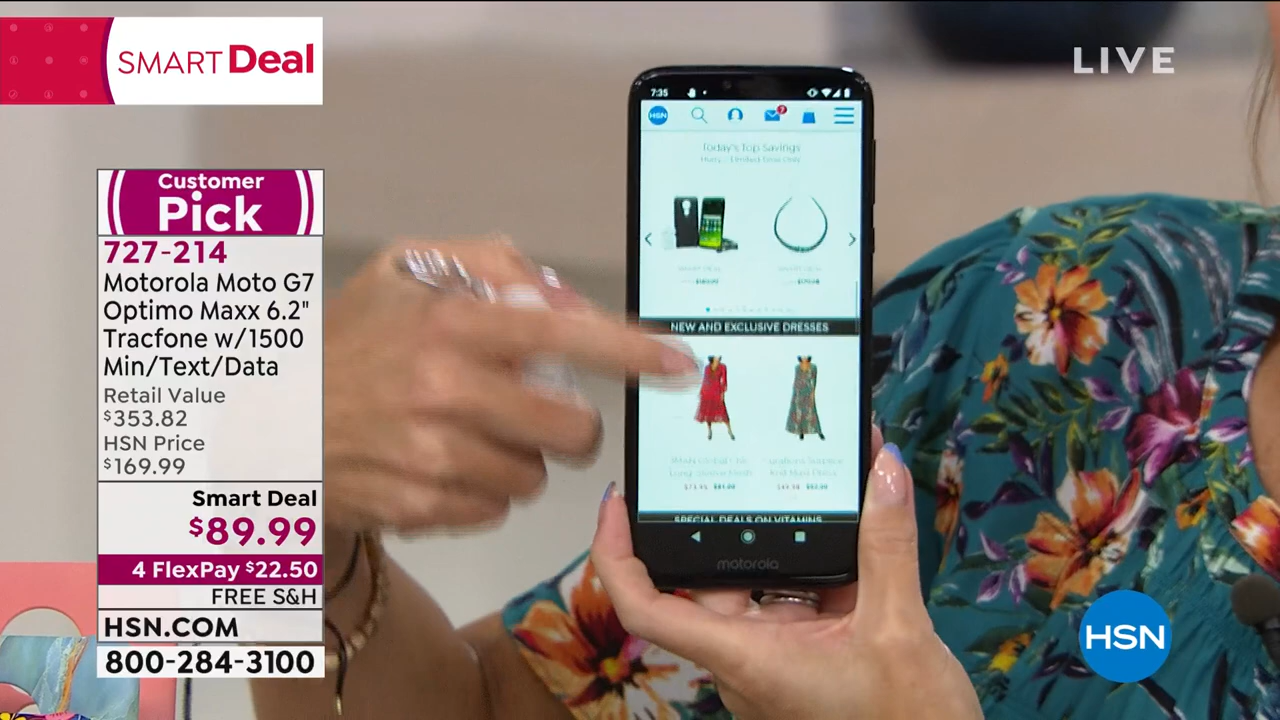 SMART Deal
LIVE
Customer
Pick
727-214
Motorola Moto G7
Optimo Maxx 6.2"
Tracfone w/1500
Min/Text/Data
Retail Value
$353.82
HSN Price
$169.99
Smart Deal
$89.99
4 FlexPay $22.50
FREE S&H
HSN.COM
800-284-3100
7:35
HSN
Today's Top Savings
NEW AND EXCLUSIVE DRESSES
SPECIAL DEALS ON VITAMINS
motorola
HSN